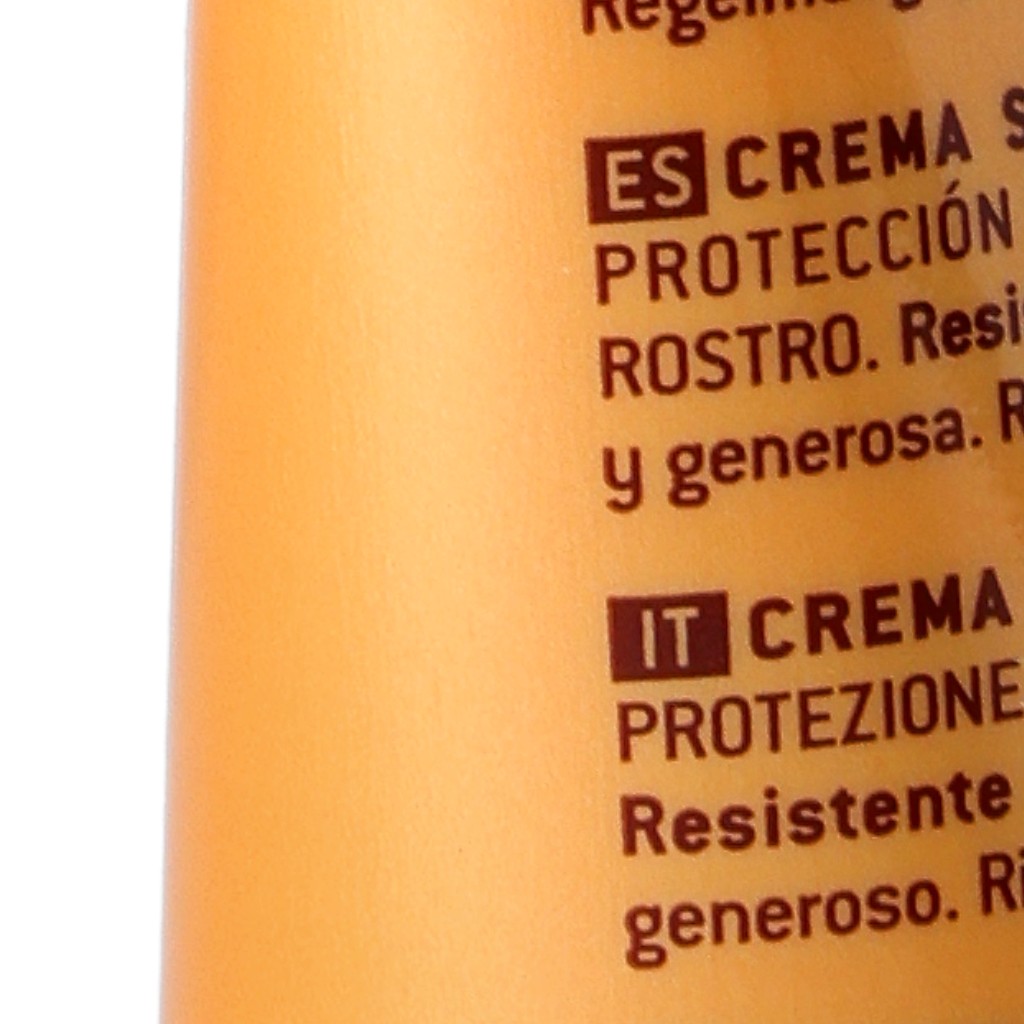 ES CREMA
PROTECCIÓN
ROSTRO.
y generosa.
IT CREMA
PROTEZIONE
Resistente
generoso.